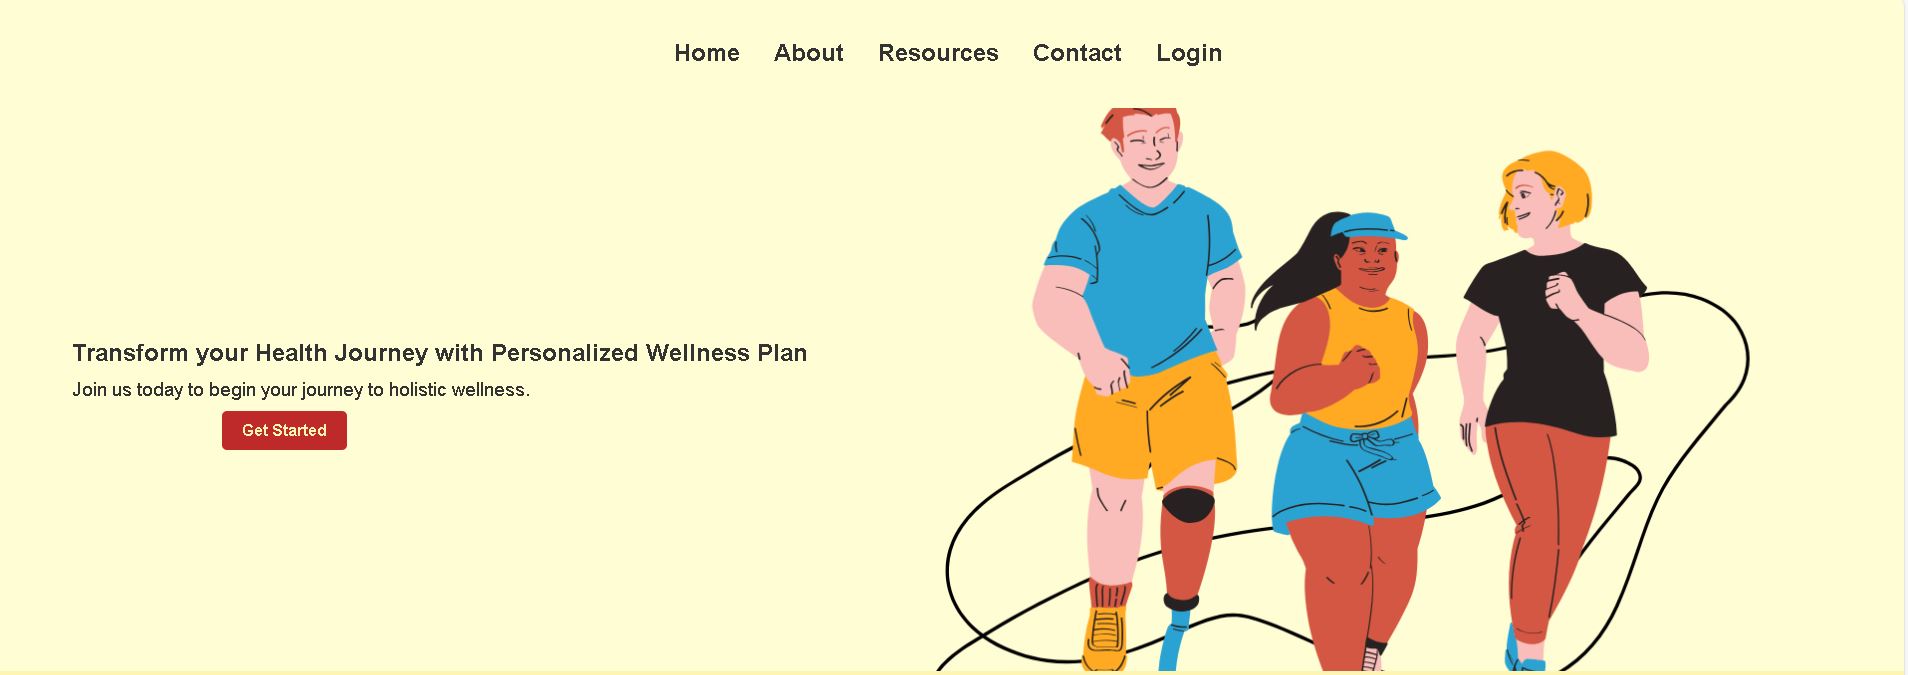 Home About Resources Contact Login
Transform your Health Journey with Personalized Wellness Plan
Join us today to begin your journey to holistic wellness.
Get Started